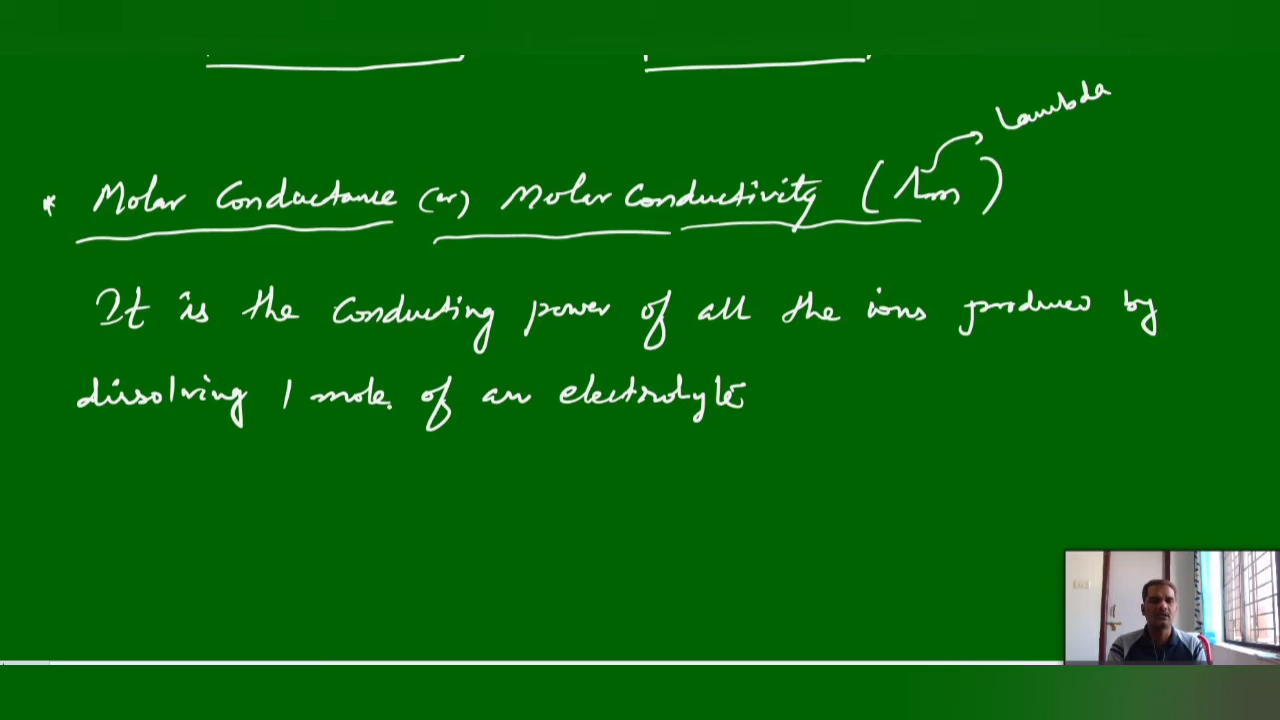 Lambda
* Molar Conductance (or) Molar Conductivity (Λm)
It is the conducting power of all the ions produced by
dissolving 1 mole of an electrolyte